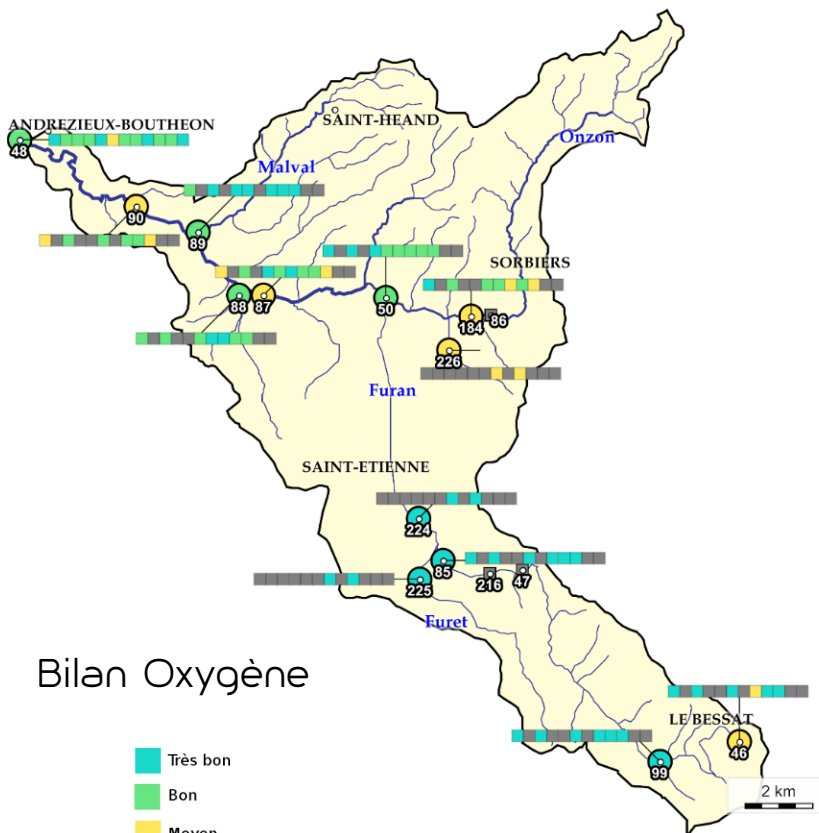 ANDREZIEUX-BOUTHEON
48
SAINT-HEAND
Onzon
Malval
90
89
SORBIERS
88
87
50
184
86
226
Furan
SAINT-ETIENNE
224
85
225
216
47
Furet
Bilan Oxygène
LE BESSAT
46
99
Très bon
2 km
Bon
Moyen